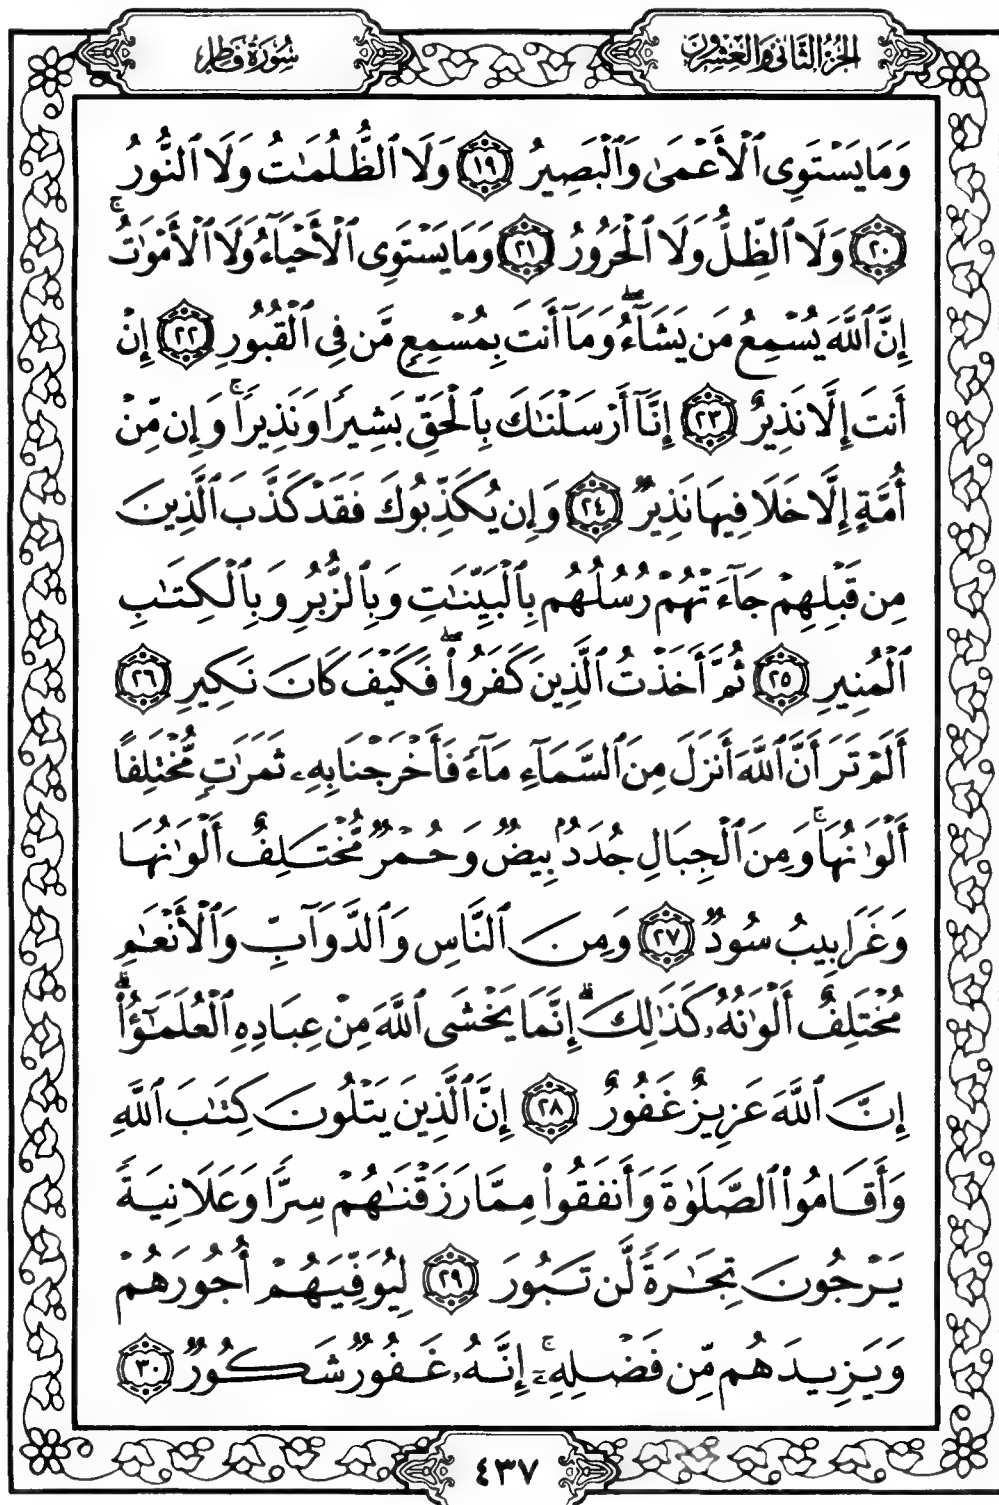 الجزء الثاني والعشرون
سورة فاطر
وَمَا يَسْتَوِى ٱلْأَعْمَىٰ وَٱلْبَصِيرُ ١٩ وَلَا ٱلظُّلُمَٰتُ وَلَا ٱلنُّورُ
٢٠ وَلَا ٱلظِّلُّ وَلَا ٱلْحَرُورُ ٢١ وَمَا يَسْتَوِى ٱلْأَحْيَآءُ وَلَا ٱلْأَمْوَٰتُ ۚ
إِنَّ ٱللَّهَ يُسْمِعُ مَن يَشَآءُ ۖ وَمَآ أَنتَ بِمُسْمِعٍ مَّن فِى ٱلْقُبُورِ ٢٢ إِنْ
أَنتَ إِلَّا نَذِيرٌ ٢٣ إِنَّآ أَرْسَلْنَٰكَ بِٱلْحَقِّ بَشِيرًا وَنَذِيرًا ۚ وَإِن مِّنْ
أُمَّةٍ إِلَّا خَلَا فِيهَا نَذِيرٌ ٢٤ وَإِن يُكَذِّبُوكَ فَقَدْ كَذَّبَ ٱلَّذِينَ
مِن قَبْلِهِمْ جَآءَتْهُمْ رُسُلُهُم بِٱلْبَيِّنَٰتِ وَبِٱلزُّبُرِ وَبِٱلْكِتَٰبِ
ٱلْمُنِيرِ ٢٥ ثُمَّ أَخَذْتُ ٱلَّذِينَ كَفَرُوا۟ ۖ فَكَيْفَ كَانَ نَكِيرِ ٢٦
أَلَمْ تَرَ أَنَّ ٱللَّهَ أَنزَلَ مِنَ ٱلسَّمَآءِ مَآءً فَأَخْرَجْنَا بِهِۦ ثَمَرَٰتٍ مُّخْتَلِفًا
أَلْوَٰنُهَا ۚ وَمِنَ ٱلْجِبَالِ جُدَدٌۢ بِيضٌ وَحُمْرٌ مُّخْتَلِفٌ أَلْوَٰنُهَا
وَغَرَابِيبُ سُودٌ ٢٧ وَمِنَ ٱلنَّاسِ وَٱلدَّوَآبِّ وَٱلْأَنْعَٰمِ
مُخْتَلِفٌ أَلْوَٰنُهُۥ كَذَٰلِكَ ۗ إِنَّمَا يَخْشَى ٱللَّهَ مِنْ عِبَادِهِ ٱلْعُلَمَٰٓؤُا۟ ۗ
إِنَّ ٱللَّهَ عَزِيزٌ غَفُورٌ ٢٨ إِنَّ ٱلَّذِينَ يَتْلُونَ كِتَٰبَ ٱللَّهِ
وَأَقَامُوا۟ ٱلصَّلَوٰةَ وَأَنفَقُوا۟ مِمَّا رَزَقْنَٰهُمْ سِرًّا وَعَلَانِيَةً
يَرْجُونَ تِجَٰرَةً لَّن تَبُورَ ٢٩ لِيُوَفِّيَهُمْ أُجُورَهُمْ
وَيَزِيدَهُم مِّن فَضْلِهِۦٓ ۚ إِنَّهُۥ غَفُورٌ شَكُورٌ ٣٠
٤٣٧